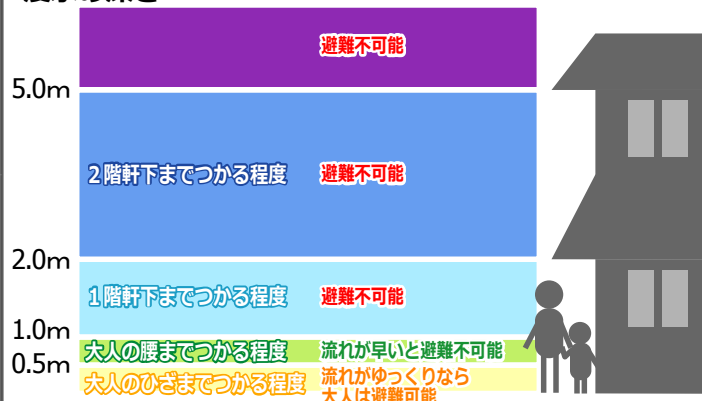 避難不可能
5.0m
2階軒下までつかる程度 避難不可能
2.0m
1階軒下までつかる程度 避難不可能
1.0m
大人の腰までつかる程度 流れが早いと避難不可能
0.5m
大人のひざまでつかる程度 流れがゆっくりなら
大人は避難可能